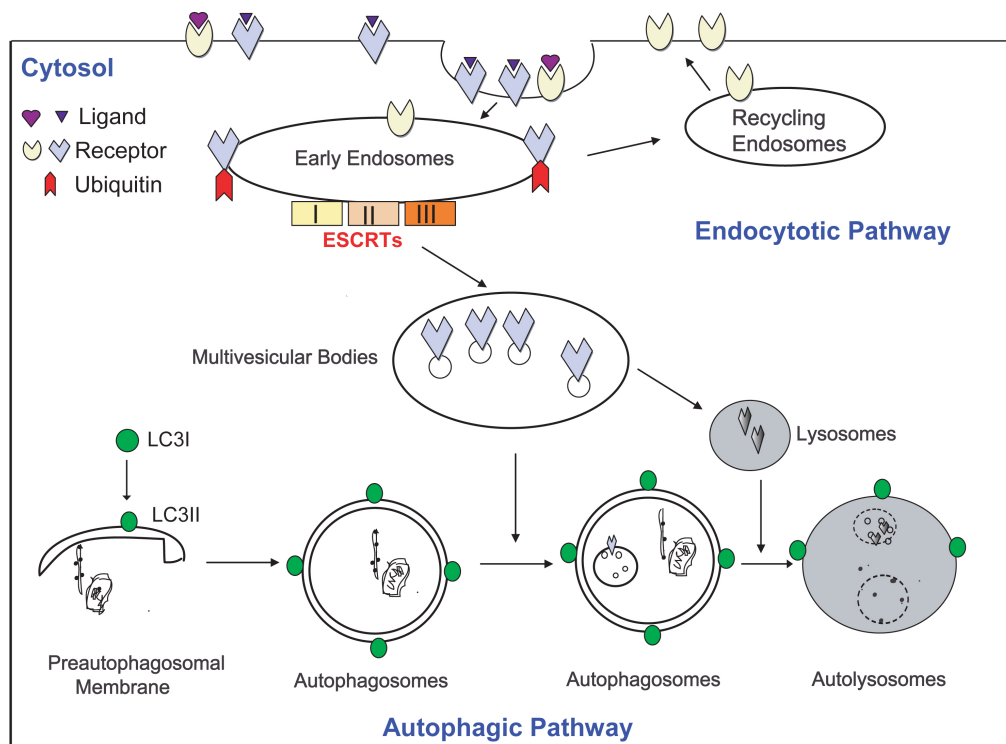 Cytosol
Ligand
Receptor
Ubiquitin
Early Endosomes
Recycling
Endosomes
I II III
ESCRTs
Endocytotic Pathway
Multivesicular Bodies
Lysosomes
LC3I
LC3II
Preautophagosomal
Membrane
Autophagosomes
Autophagosomes
Autolysosomes
Autophagic Pathway